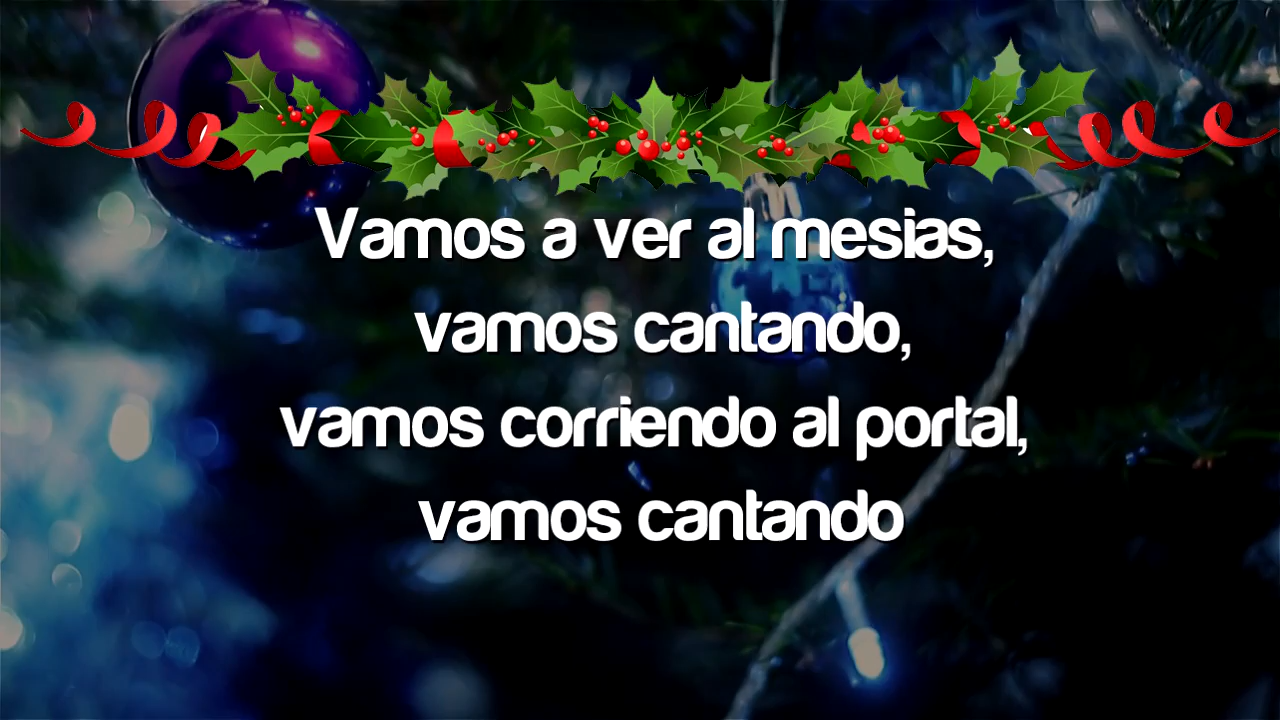 Vamos a ver al mesias,
vamos cantando,
vamos corriendo al portal,
vamos cantando